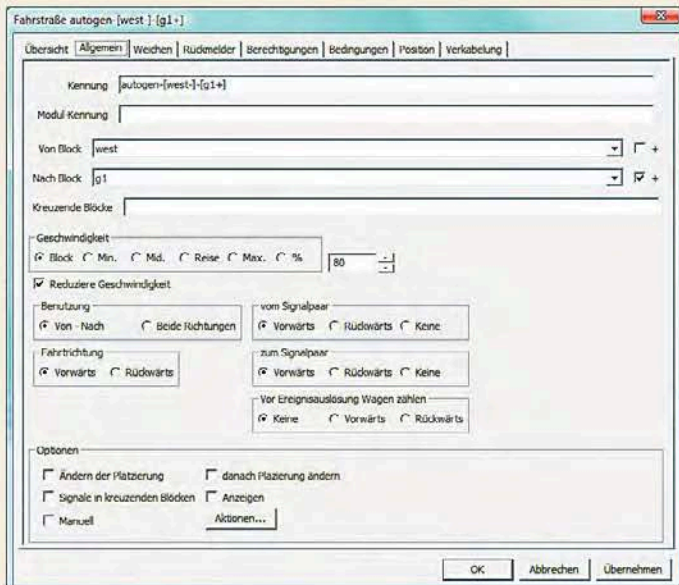 Fahrstraße autogen-[west-]-[g1+]
Übersicht Allgemein Weichen Rückmelder Berechtigungen Bedingungen Position Verkabelung
Kennung autogen-[west-]-[g1+]
Modul Kennung
Von Block west +
Nach Block g1 +
Kreuzende Blöcke
Geschwindigkeit
Block Min. Mid. Reise Max. % 80
Reduziere Geschwindigkeit
Benutzung vom Signalpaar
Von - Nach Beide Richtungen Vorwärts Rückwärts Keine
Fahrtrichtung zum Signalpaar
Vorwärts Rückwärts Vorwärts Rückwärts Keine
Vor Ereignisauslösung Wagen zählen
Keine Vorwärts Rückwärts
Optionen
Ändern der Platzierung danach Plazierung ändern
Signale in kreuzenden Blöcken Anzeigen
Manuell Aktionen...
OK Abbrechen Übernehmen